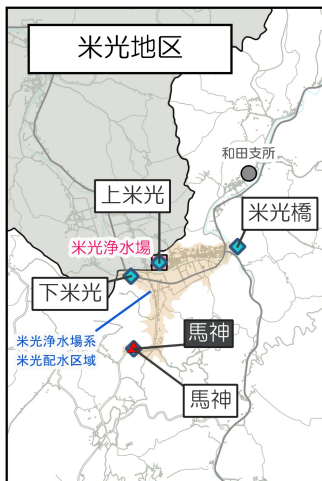 米光地区
和田支所
上米光
米光橋
米光浄水場
下米光
米光浄水場系
米光配水区域
馬神
馬神